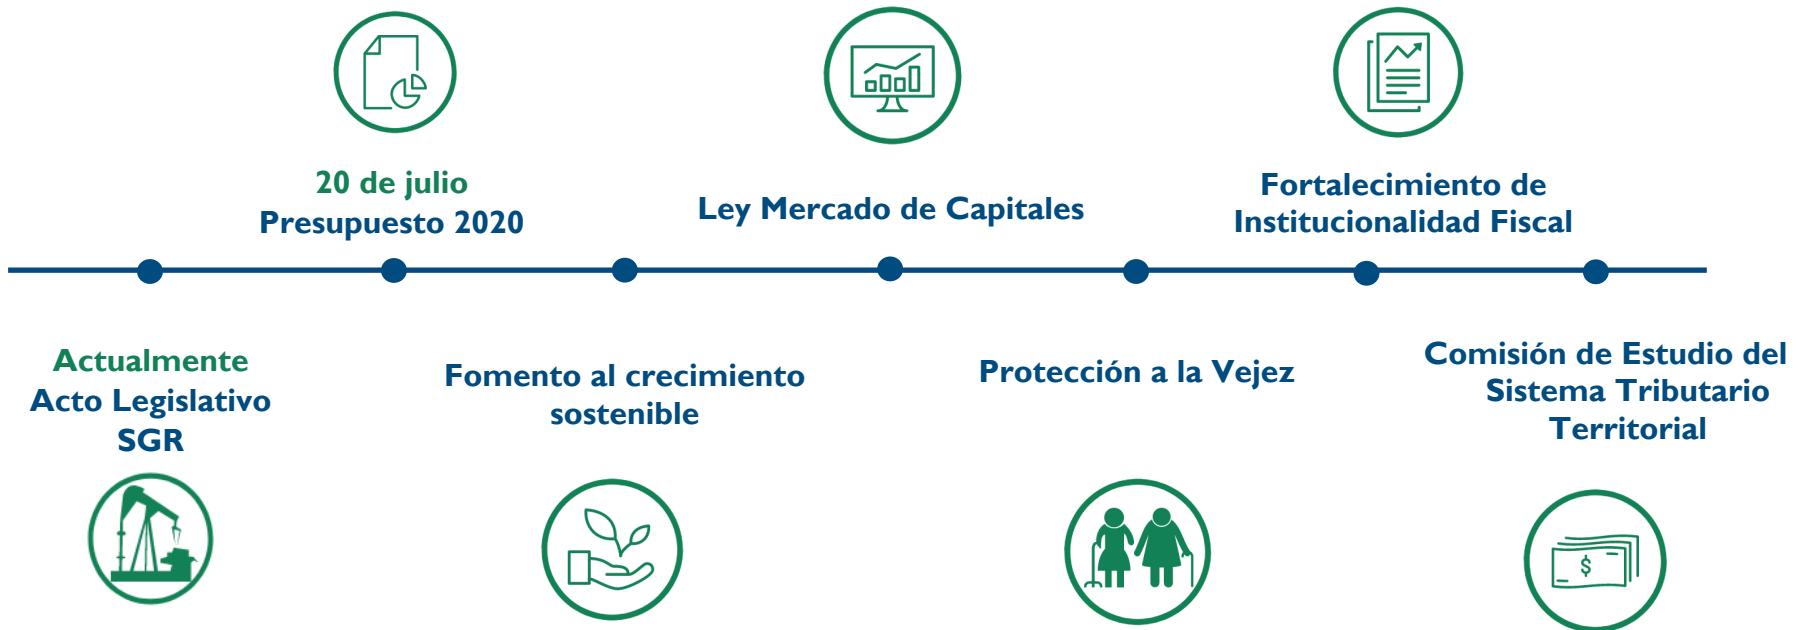 20 de julio
Presupuesto 2020
Ley Mercado de Capitales
Fortalecimiento de
Institucionalidad Fiscal
Actualmente
Acto Legislativo
SGR
Fomento al crecimiento
sostenible
Protección a la Vejez
Comisión de Estudio del
Sistema Tributario
Territorial
$